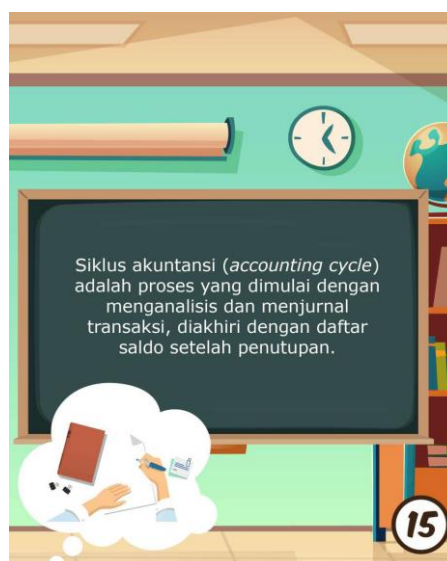 Siklus akuntansi (accounting cycle)
adalah proses yang dimulai dengan
menganalisis dan menjurnal
transaksi, diakhiri dengan daftar
saldo setelah penutupan.
15